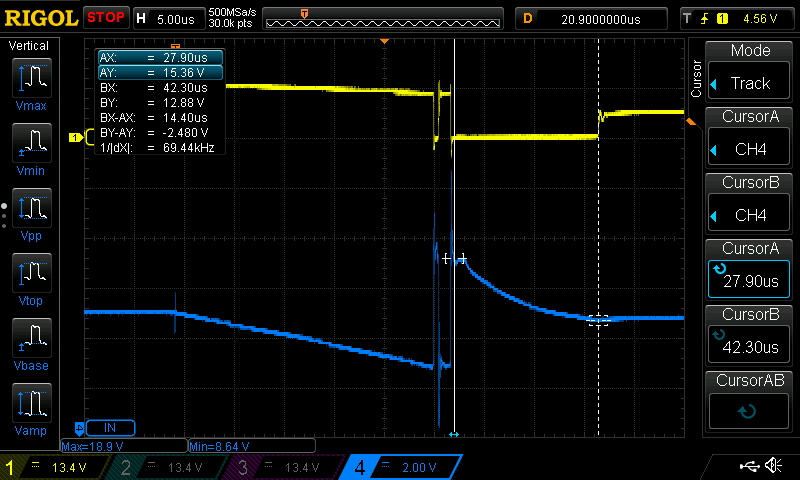 RIGOL STOP H 5.00us 500MSa/s 30.0k pts T D 20.9000000us T 1 4.56 V
Vertical
Vmax
Vmin
Vpp
Vtop
Vbase
Vamp
AX: = 27.90us
AY: = 15.36 V
BX: = 42.30us
BY: = 12.88 V
BX-AX: = 14.40us
BY-AY: = -2.480 V
1/|dX|: = 69.44kHz
1
IN
Max=18.9 V Min=8.64 V
Cursor
Mode
Track
CursorA
CH4
CursorB
CH4
CursorA
27.90us
CursorB
42.30us
CursorAB
1 = 13.4 V 2 = 13.4 V 3 = 13.4 V 4 = 2.00 V